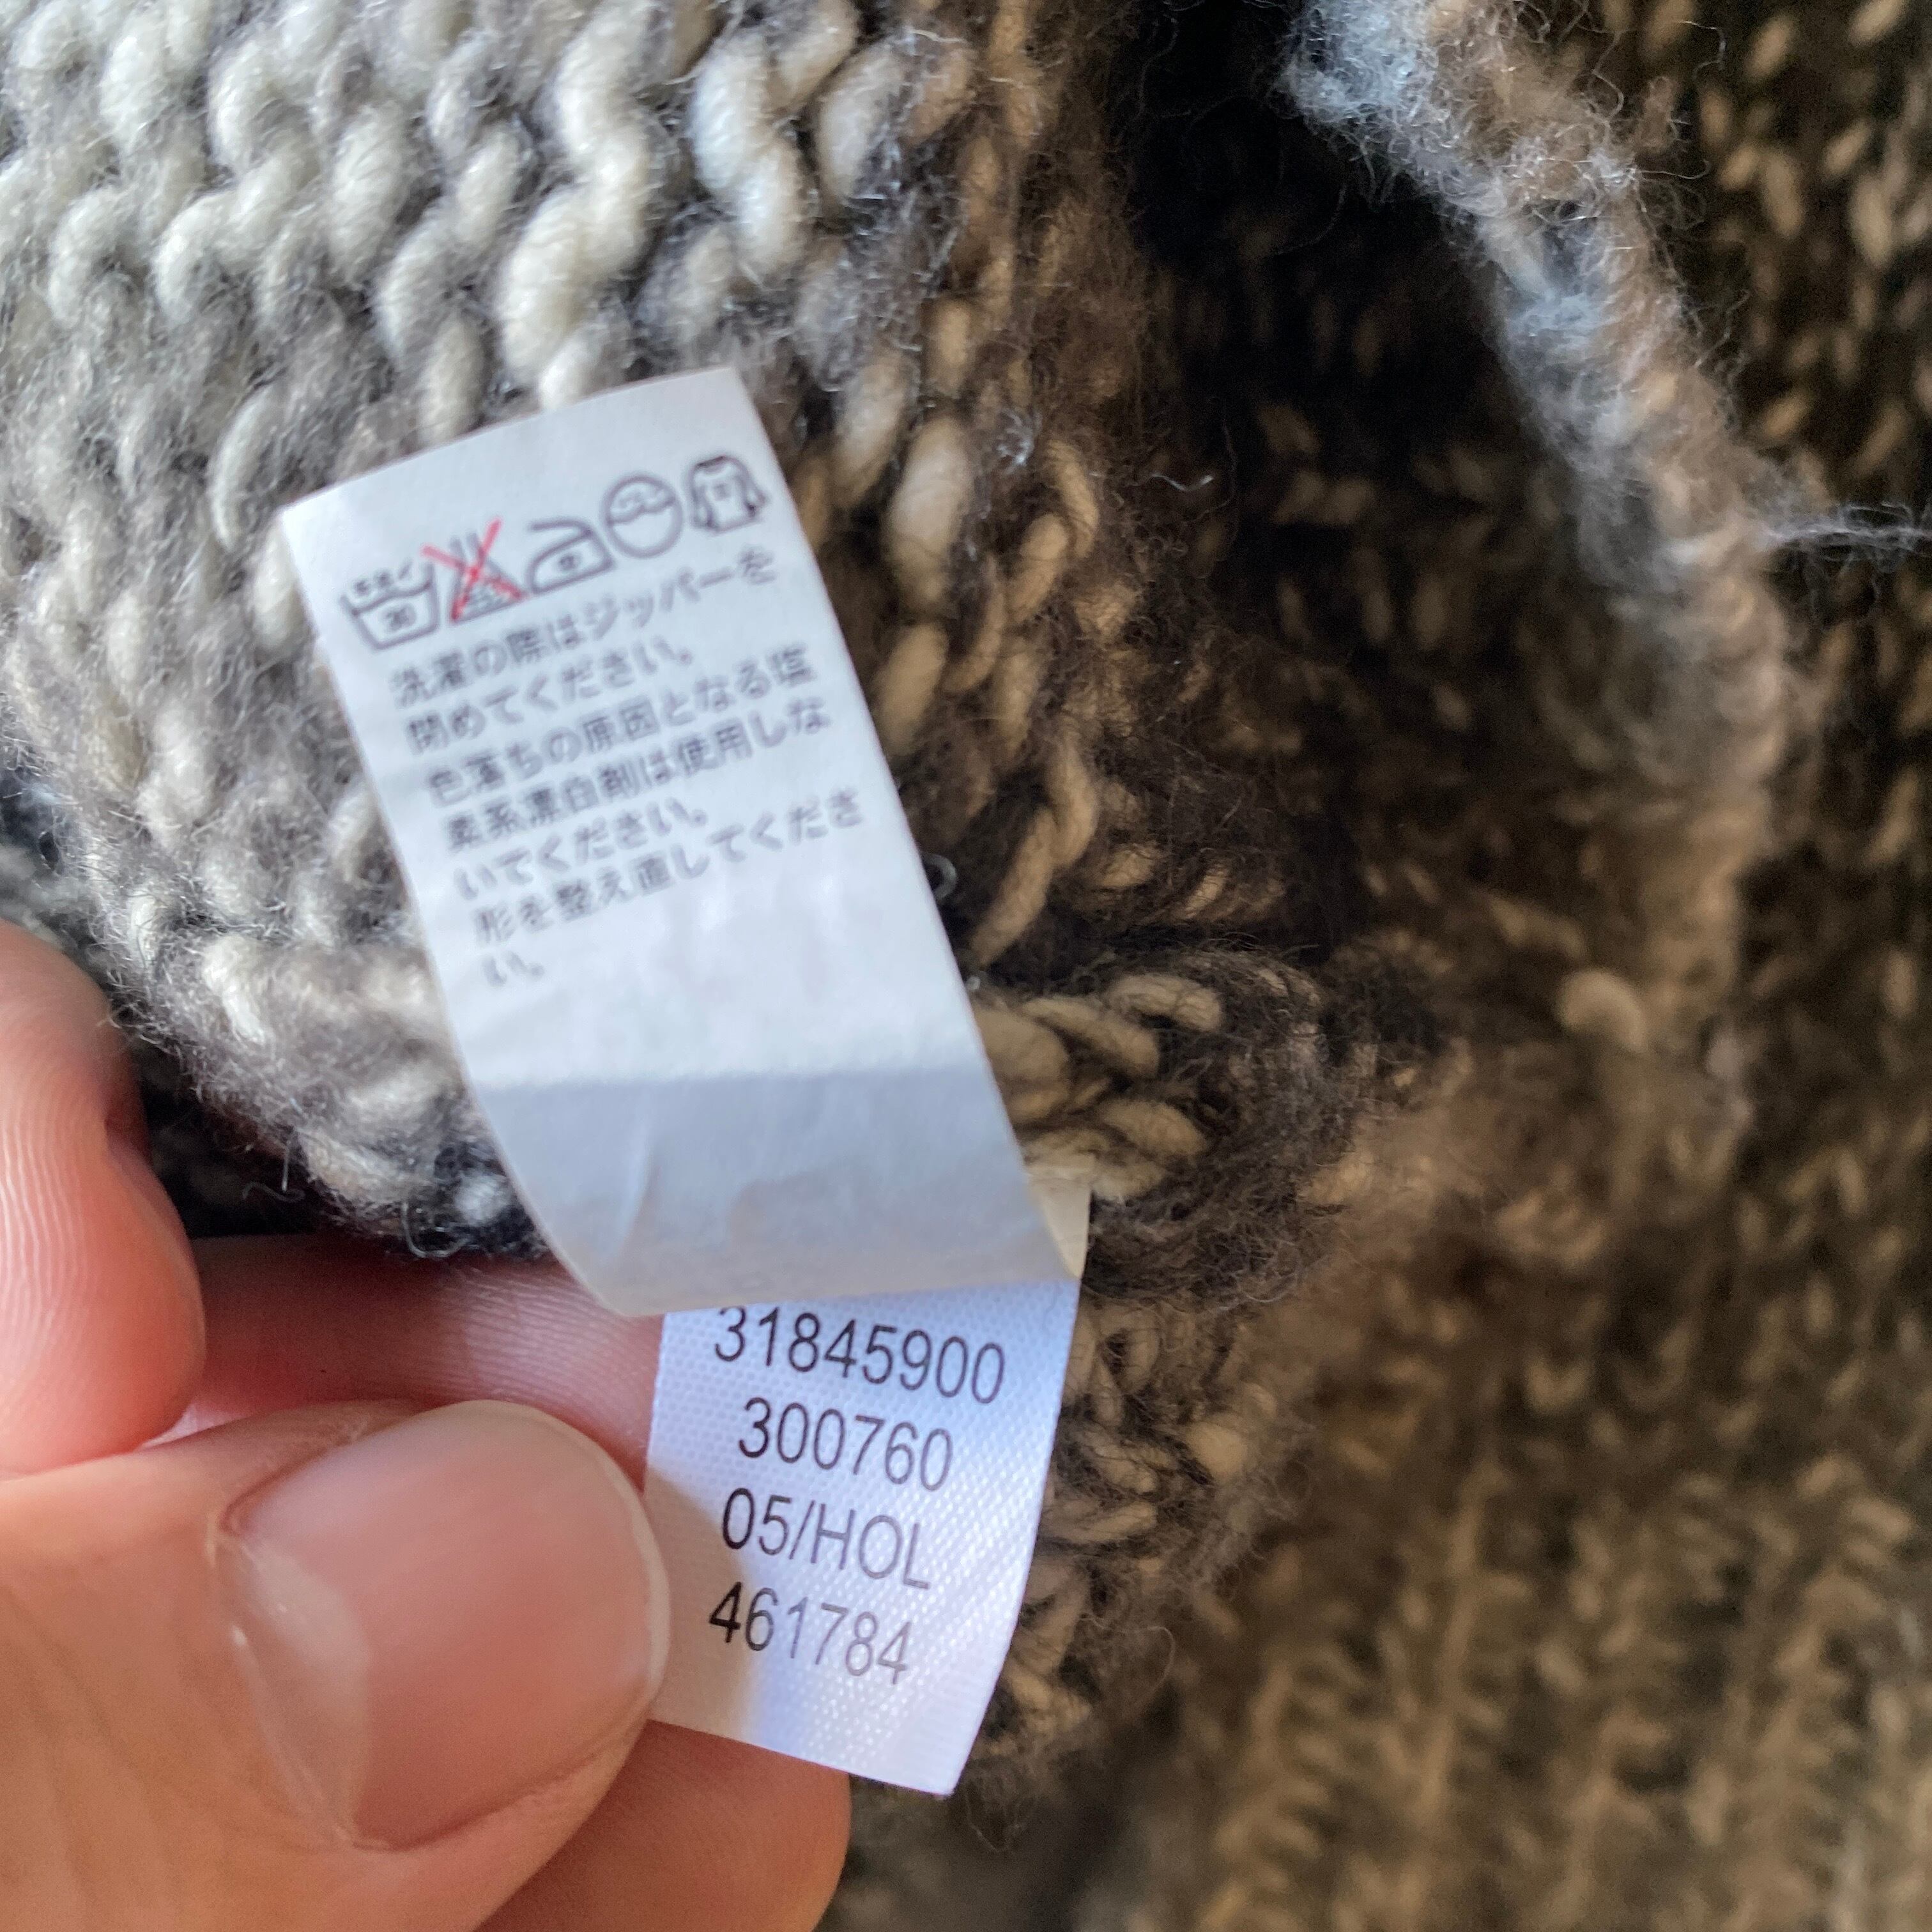 手洗イ
30
洗濯の際はジッパーを
閉めてください。
色落ちの原因となる塩
素系漂白剤は使用しな
いてください。
形を整え直してくださ
い。
31845900
300760
05/HOL
461784